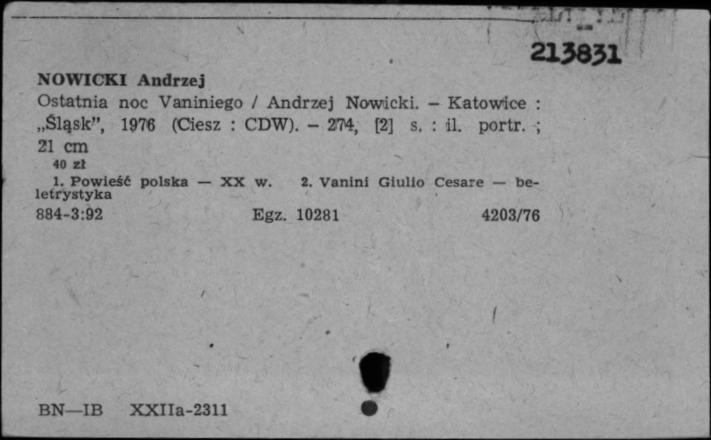 213831
NOWICKI Andrzej
Ostatnia noc Vaniniego / Andrzej Nowicki. — Katowice :
„Śląsk”, 1976 (Ciesz : CDW). — 274, [2] s. : il. portr. ;
21 cm
40 zł
1. Powieść polska — XX w. 2. Vanini Giulio Cesare — be-
letrystyka
884-3:92 Egz. 10281 4203/76
BN—IB XXIIa-2311